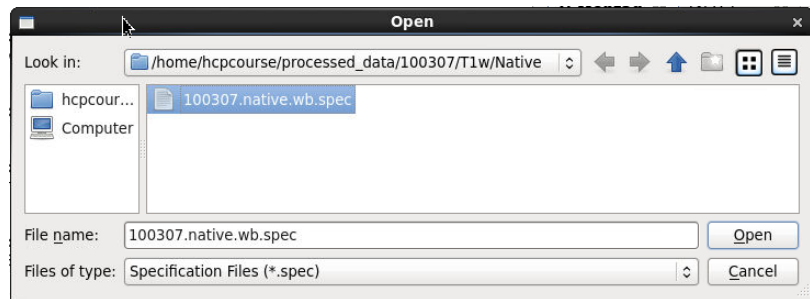 Open
Look in: /home/hcpcourse/processed_data/100307/T1w/Native
hcpcour... 100307.native.wb.spec
Computer
File name: 100307.native.wb.spec Open
Files of type: Specification Files (*.spec) Cancel